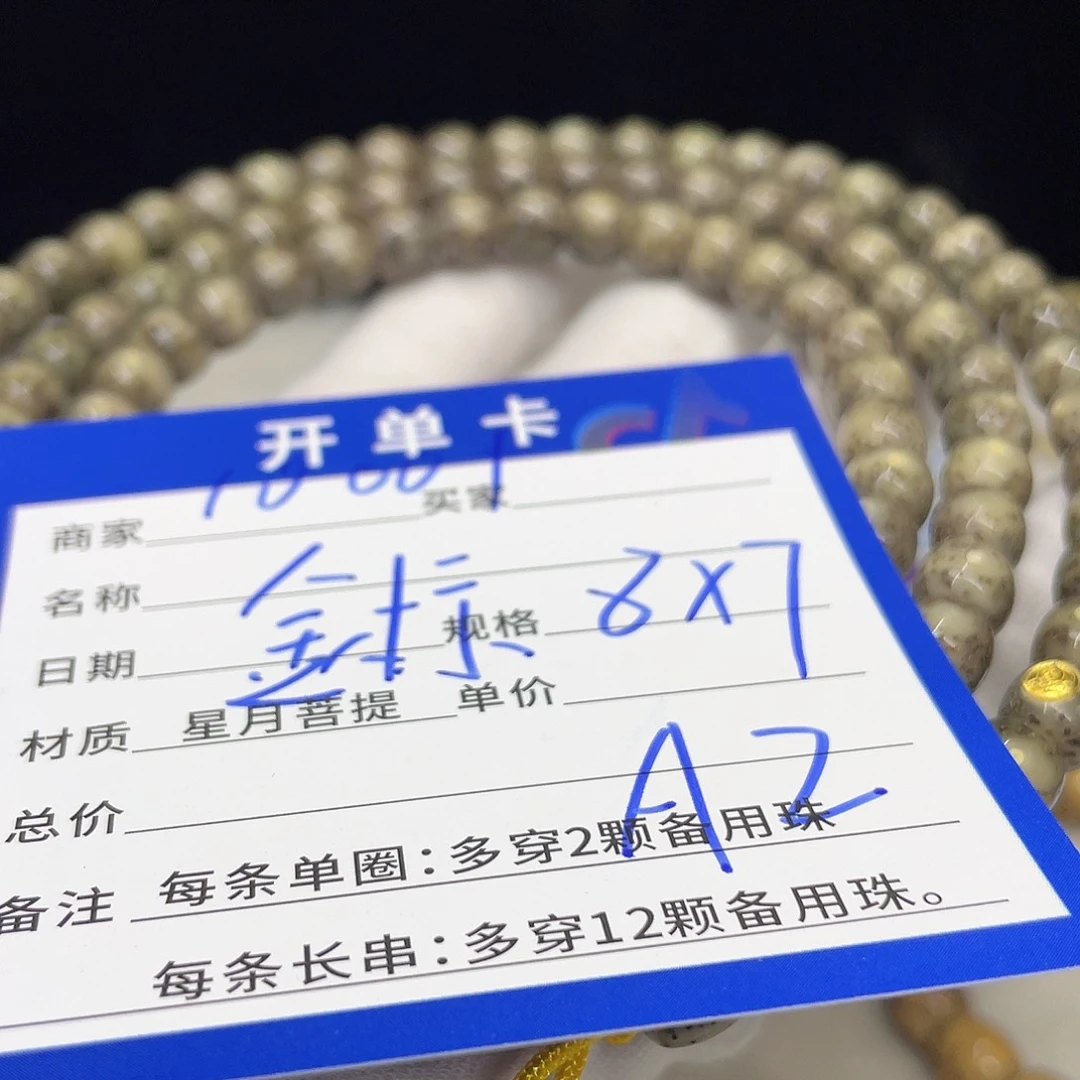 开单卡
商家 10001 买家
名称 金标
日期 规格 8X7
材质 星月菩提 单价
总价 A2
备注 每条单圈：多穿2颗备用珠
每条长串：多穿12颗备用珠。